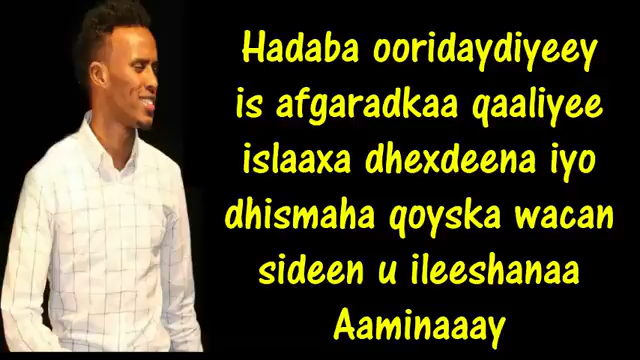 Hadaba ooridaydiyeey
is afgaradkaa qaaliyee
islaaxa dhexdeena iyo
dhismaha qoyska wacan
sideen u ileeshanaa
Aaminaaay